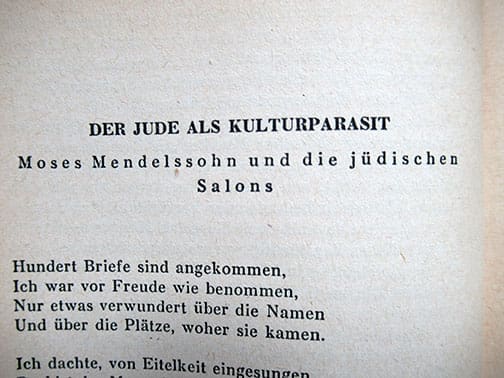 DER JUDE ALS KULTURPARASIT
Moses Mendelssohn und die jüdischen
Salons
Hundert Briefe sind angekommen,
Ich war vor Freude wie benommen,
Nur etwas verwundert über die Namen
Und über die Plätze, woher sie kamen.
Ich dachte, von Eitelkeit eingesungen